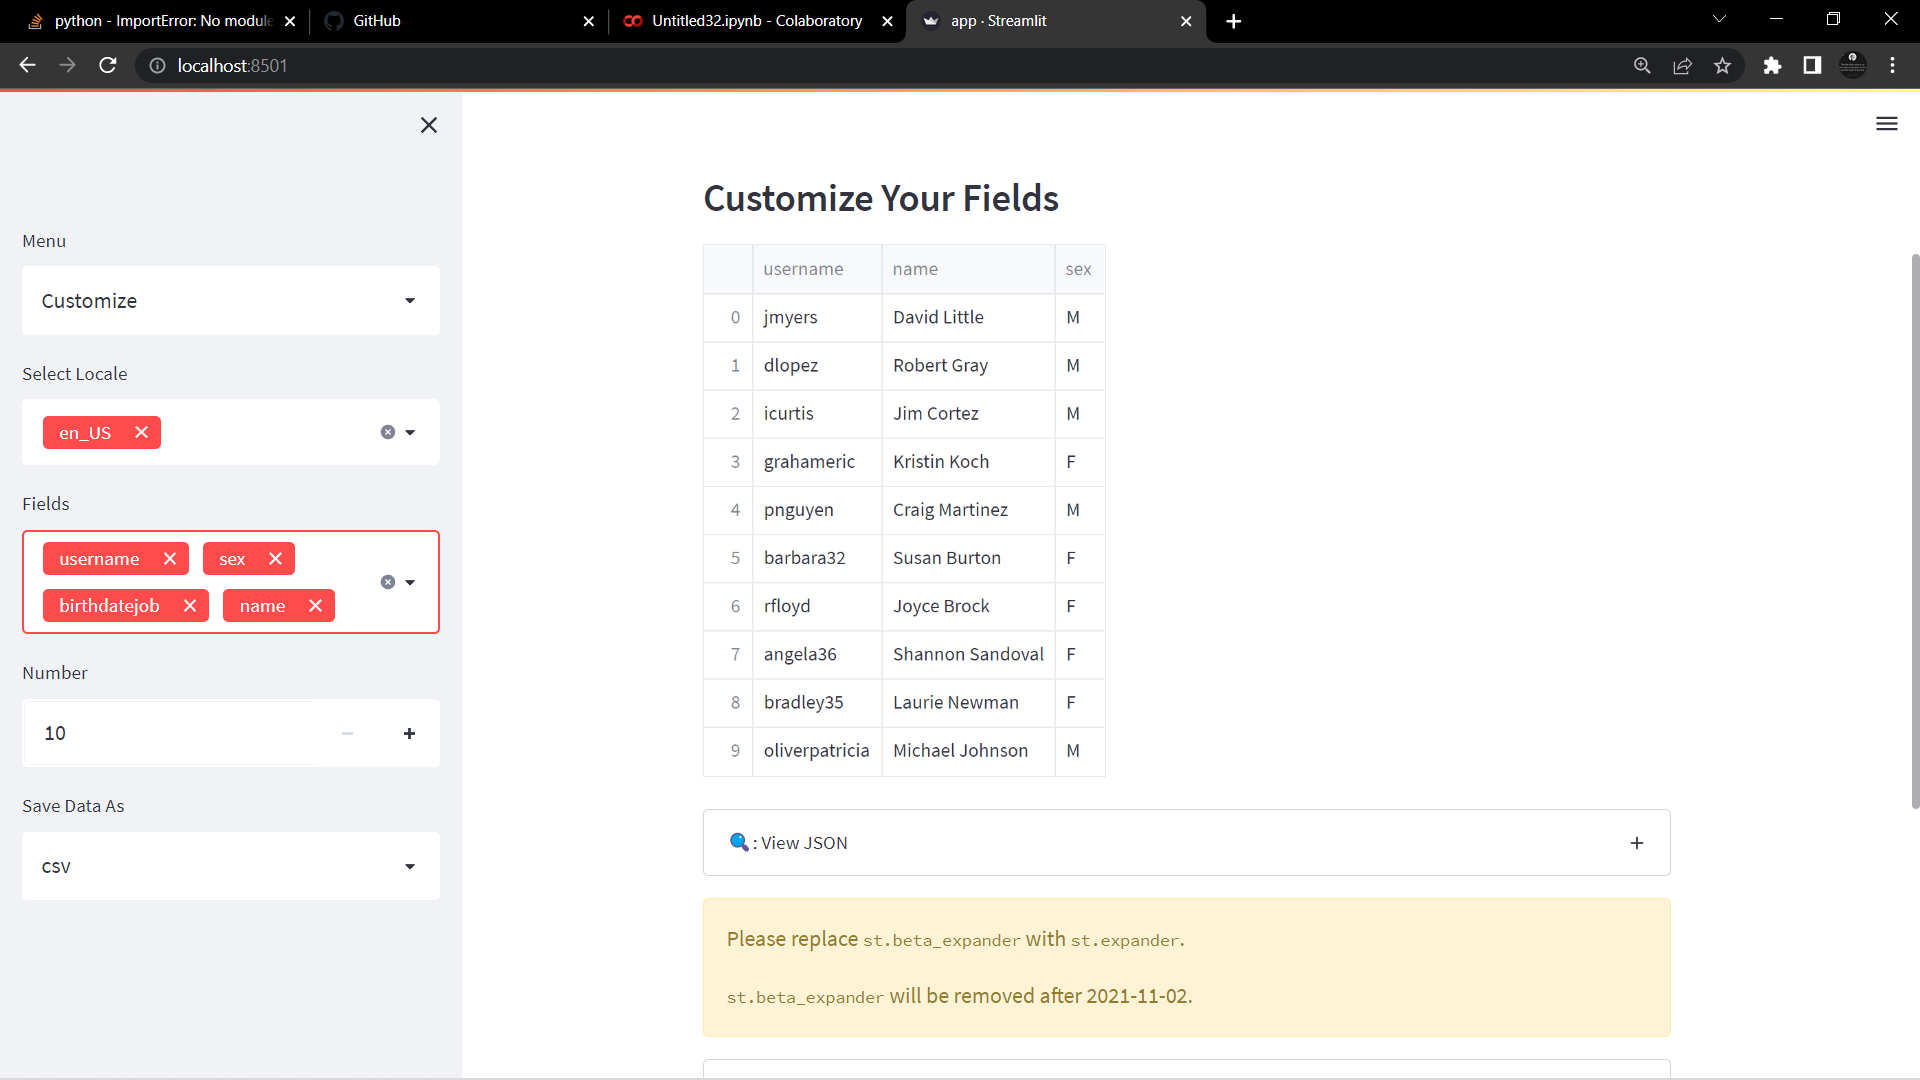 python - ImportError: No module
GitHub
Untitled32.ipynb - Colaboratory
app · Streamlit
localhost:8501
Menu
Customize
Select Locale
en_US
Fields
username
sex
birthdatejob
name
Number
10
Save Data As
csv
Customize Your Fields
username name sex
0 jmyers David Little M
1 dlopez Robert Gray M
2 icurtis Jim Cortez M
3 grahameric Kristin Koch F
4 pnguyen Craig Martinez M
5 barbara32 Susan Burton F
6 rfloyd Joyce Brock F
7 angela36 Shannon Sandoval F
8 bradley35 Laurie Newman F
9 oliverpatricia Michael Johnson M
🔍: View JSON
Please replace st.beta_expander with st.expander.
st.beta_expander will be removed after 2021-11-02.